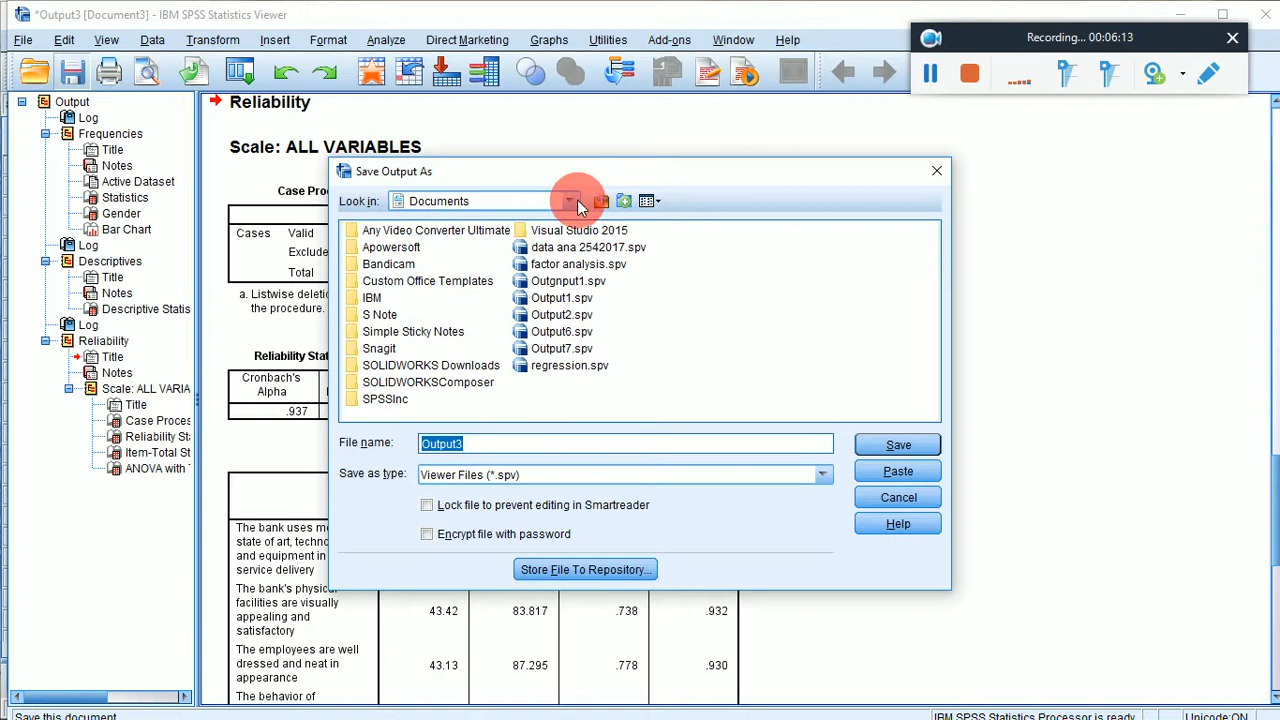 *Output3 [Document3] - IBM SPSS Statistics Viewer
File Edit View Data Transform Insert Format Analyze Direct Marketing Graphs Utilities Add-ons Window Help
Recording... 00:06:13
Output
Log
Frequencies
Title
Notes
Active Dataset
Statistics
Gender
Bar Chart
Log
Descriptives
Title
Notes
Descriptive Statis
Log
Reliability
Title
Notes
Scale: ALL VARIA
Title
Case Proces
Reliability St
Item-Total St
ANOVA with
Reliability
Scale: ALL VARIABLES
Case Proce
Cases Valid
Exclude
Total
a. Listwise deletio
the procedure.
Reliability Stat
Cronbach's
Alpha
.937
The bank uses mo
state of art, techno
and equipment in
service delivery
The bank's physical
facilities are visually
appealing and
satisfactory
43.42 83.817 .738 .932
The employees are well
dressed and neat in
appearance
43.13 87.295 .778 .930
The behavior of
Save Output As
Look in: Documents
Any Video Converter Ultimate
Apowersoft
Bandicam
Custom Office Templates
IBM
S Note
Simple Sticky Notes
Snagit
SOLIDWORKS Downloads
SOLIDWORKSComposer
SPSSInc
Visual Studio 2015
data ana 2542017.spv
factor analysis.spv
Outgnput1.spv
Output1.spv
Output2.spv
Output6.spv
Output7.spv
regression.spv
File name: Output3
Save as type: Viewer Files (*.spv)
Lock file to prevent editing in Smartreader
Encrypt file with password
Store File To Repository...
Save
Paste
Cancel
Help
Save this document
IBM SPSS Statistics Processor is ready
Unicode:ON